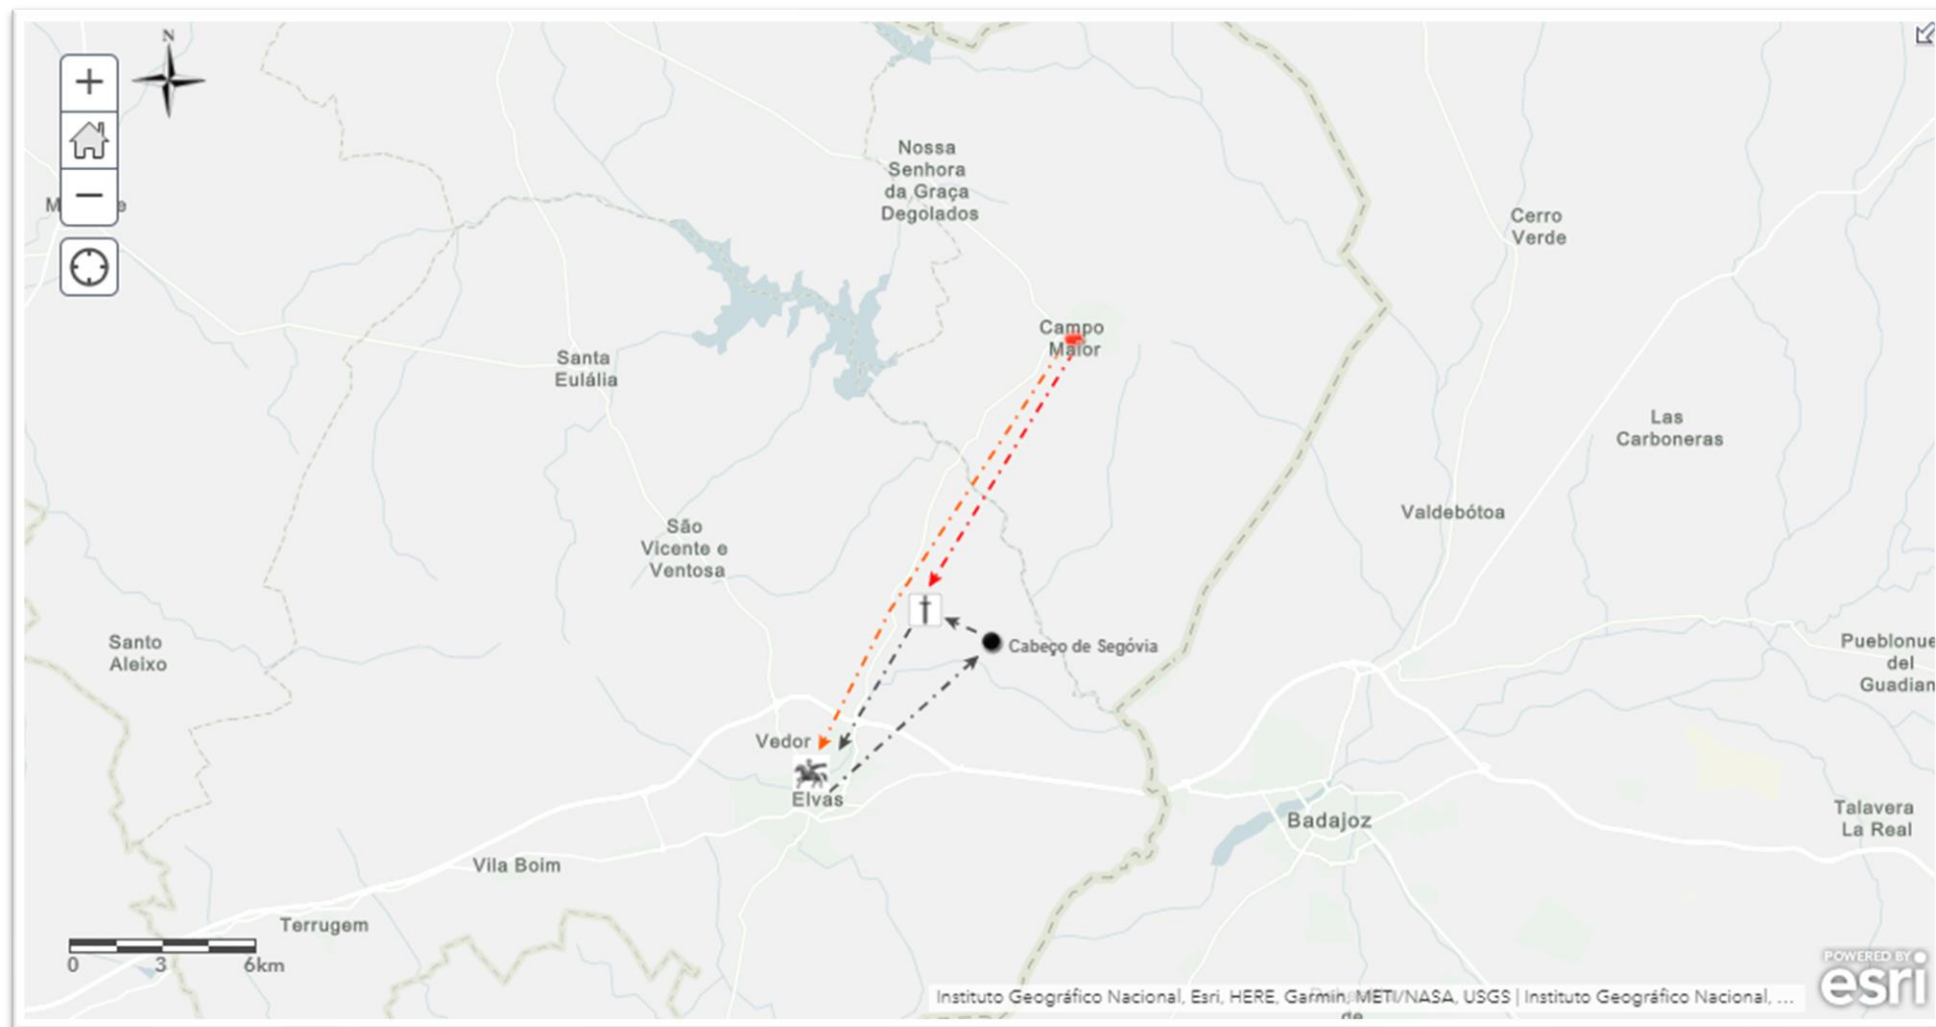 N
Nossa
Senhora
da Graça
Degolados
Cerro
Verde
Campo
Maior
Santa
Eulália
Las
Carboneras
Valdebótoa
São
Vicente e
Ventosa
Santo
Aleixo
Cabeço de Segóvia
Pueblonue
del
Guadian
Vedor
Elvas
Badajoz
Talavera
La Real
Vila Boim
Terrugem
0 3 6km
POWERED BY
esri
Instituto Geográfico Nacional, Esri, HERE, Garmin, METI/NASA, USGS | Instituto Geográfico Nacional, ...
de